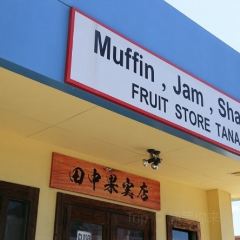 Muffin , Jam , Sha
FRUIT STORE TANA
田中果実店